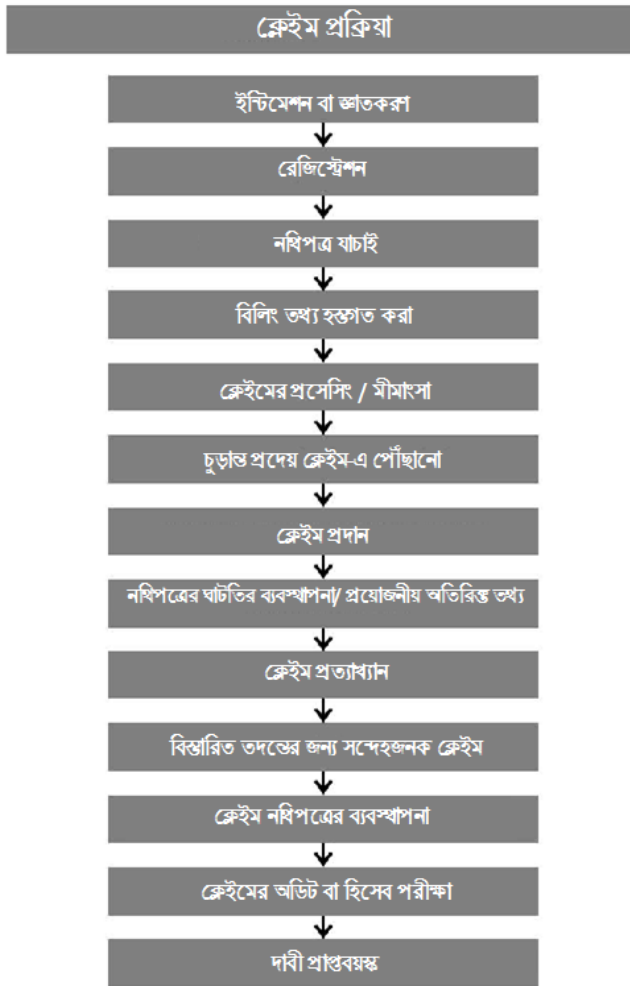 ক্লেইম প্রক্রিয়া
ইন্টিমেশন বা জ্ঞাতকরণ
রেজিস্ট্রেশন
নথিপত্র যাচাই
বিলিং তথ্য হস্তগত করা
ক্লেইমের প্রসেসিং / মীমাংসা
চুড়ান্ত প্রদেয় ক্লেইম-এ পৌঁছানো
ক্লেইম প্রদান
নথিপত্রের ঘাটতির ব্যবস্থাপনা/ প্রয়োজনীয় অতিরিক্ত তথ্য
ক্লেইম প্রত্যাখ্যান
বিস্তারিত তদন্তের জন্য সন্দেহজনক ক্লেইম
ক্লেইম নথিপত্রের ব্যবস্থাপনা
ক্লেইমের অডিট বা হিসেব পরীক্ষা
দাবী প্রাপ্তবয়স্ক